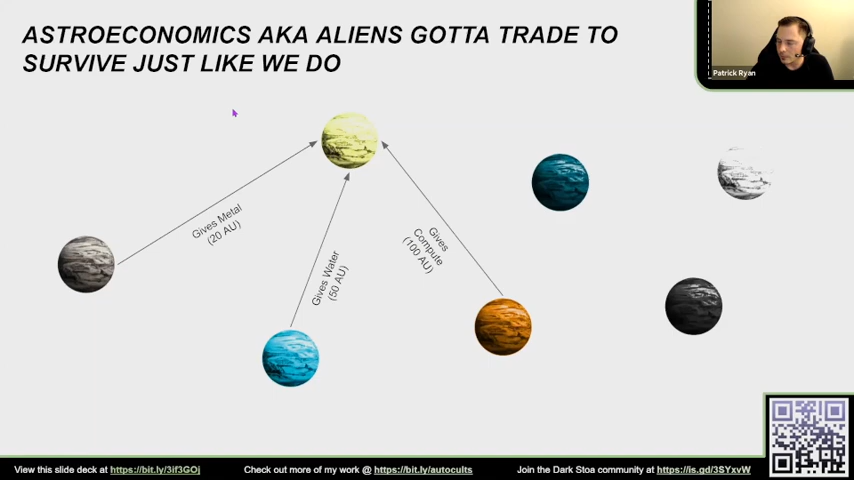 ASTROECONOMICS AKA ALIENS GOTTA TRADE TO
SURVIVE JUST LIKE WE DO
Patrick Ryan
Gives Metal
(20 AU)
Gives Water
(50 AU)
Gives
Compute
(100 AU)
View this slide deck at https://bit.ly/3if3GOj
Check out more of my work @ https://bit.ly/autocults
Join the Dark Stoa community at https://is.gd/3SYxvW